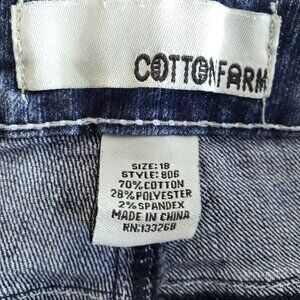 COTTONFARM
SIZE: 18
STYLE: 806
70% COTTON
28% POLYESTER
2% SPANDEX
MADE IN CHINA
RN: 133268